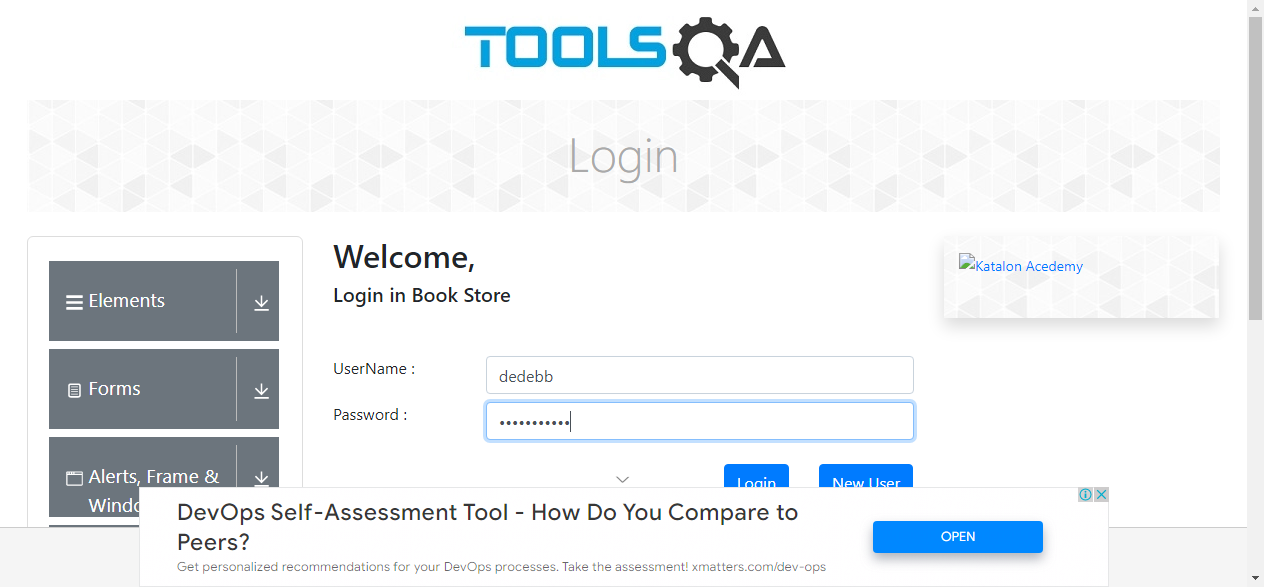 TOOLSQA
Login
Welcome,
Login in Book Store
Katalon Acedemy
Elements
Forms
Alerts, Frame &
Windo
UserName :
dedebb
Password :
•••••••••••
Login
New User
DevOps Self-Assessment Tool - How Do You Compare to
Peers?
Get personalized recommendations for your DevOps processes. Take the assessment! xmatters.com/dev-ops
OPEN